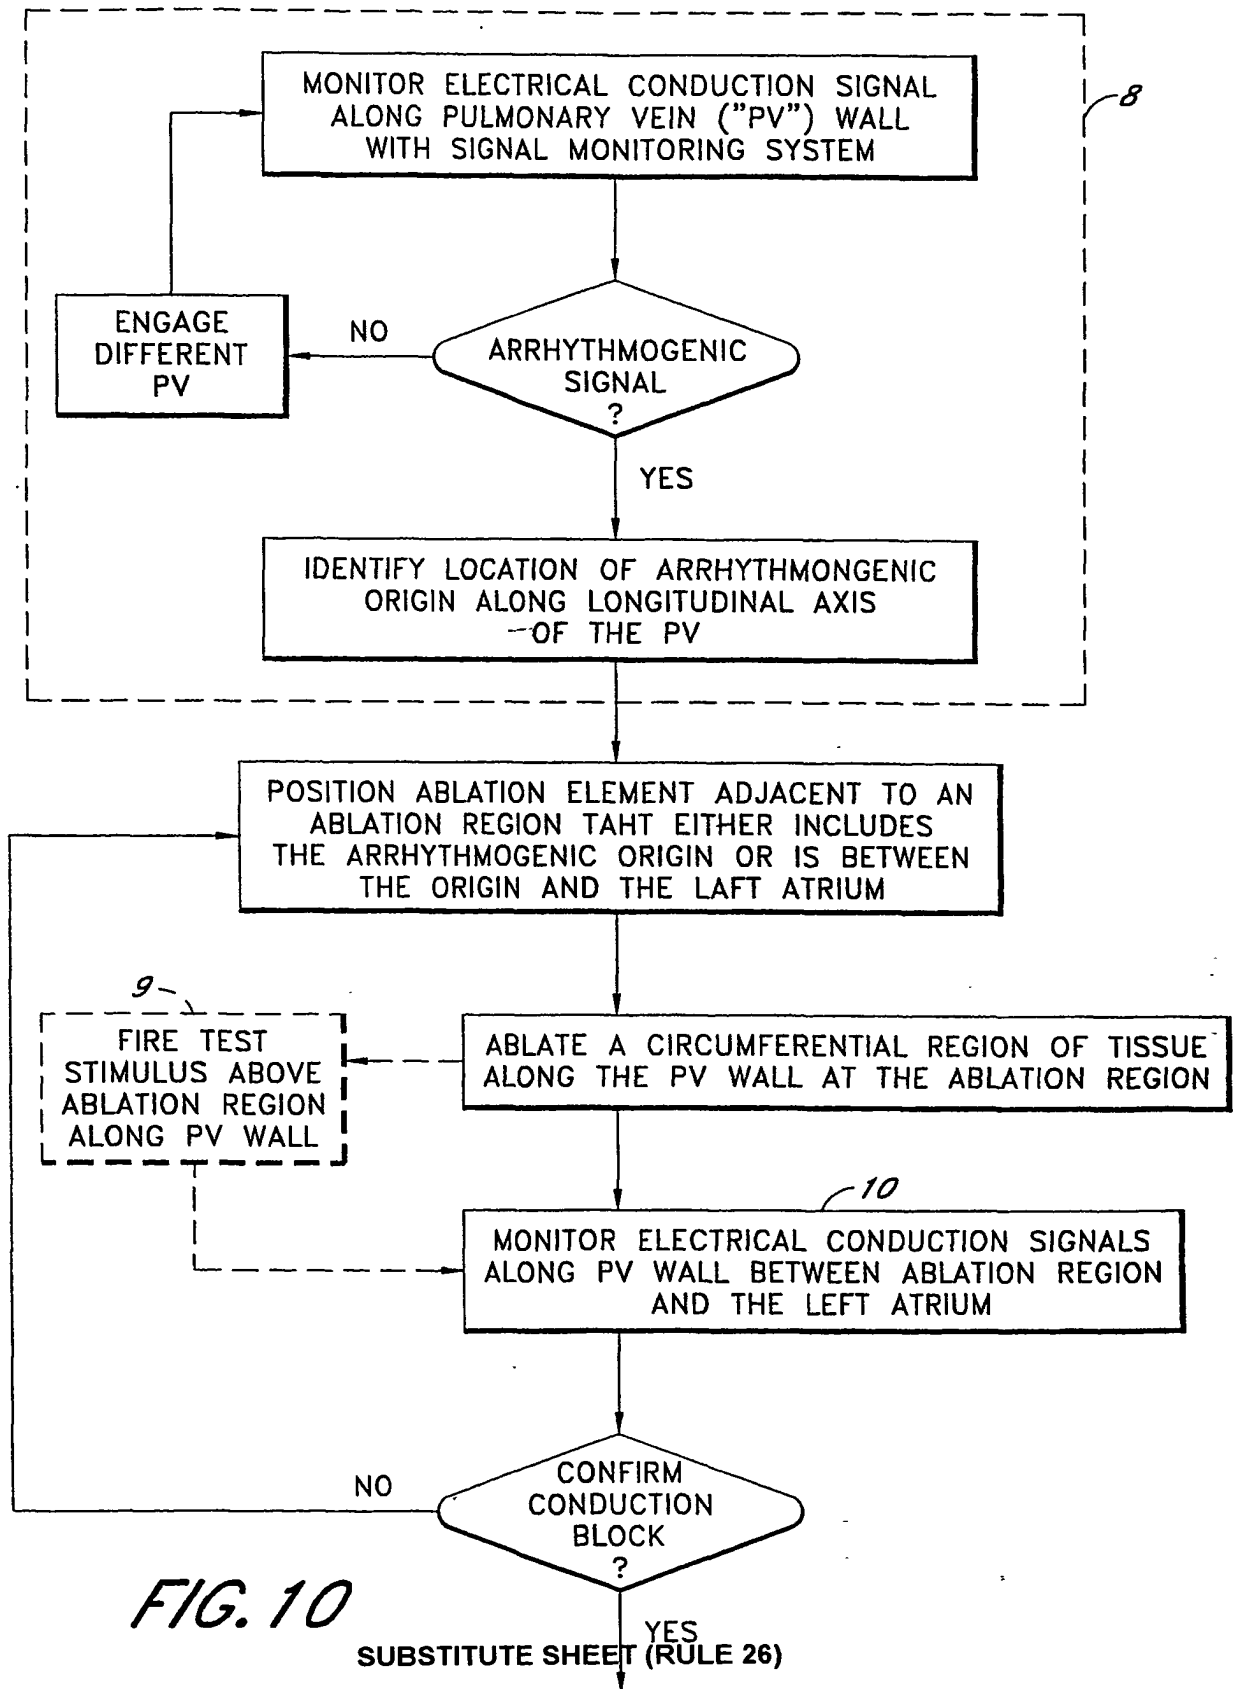 8
MONITOR ELECTRICAL CONDUCTION SIGNAL
ALONG PULMONARY VEIN ("PV") WALL
WITH SIGNAL MONITORING SYSTEM
ENGAGE
DIFFERENT
PV
NO
ARRHYTHMOGENIC
SIGNAL
?
YES
IDENTIFY LOCATION OF ARRHYTHMONGENIC
ORIGIN ALONG LONGITUDINAL AXIS
OF THE PV
POSITION ABLATION ELEMENT ADJACENT TO AN
ABLATION REGION TAHT EITHER INCLUDES
THE ARRHYTHMOGENIC ORIGIN OR IS BETWEEN
THE ORIGIN AND THE LAFT ATRIUM
9
FIRE TEST
STIMULUS ABOVE
ABLATION REGION
ALONG PV WALL
ABLATE A CIRCUMFERENTIAL REGION OF TISSUE
ALONG THE PV WALL AT THE ABLATION REGION
10
MONITOR ELECTRICAL CONDUCTION SIGNALS
ALONG PV WALL BETWEEN ABLATION REGION
AND THE LEFT ATRIUM
NO
CONFIRM
CONDUCTION
BLOCK
?
YES
FIG. 10
SUBSTITUTE SHEET (RULE 26)